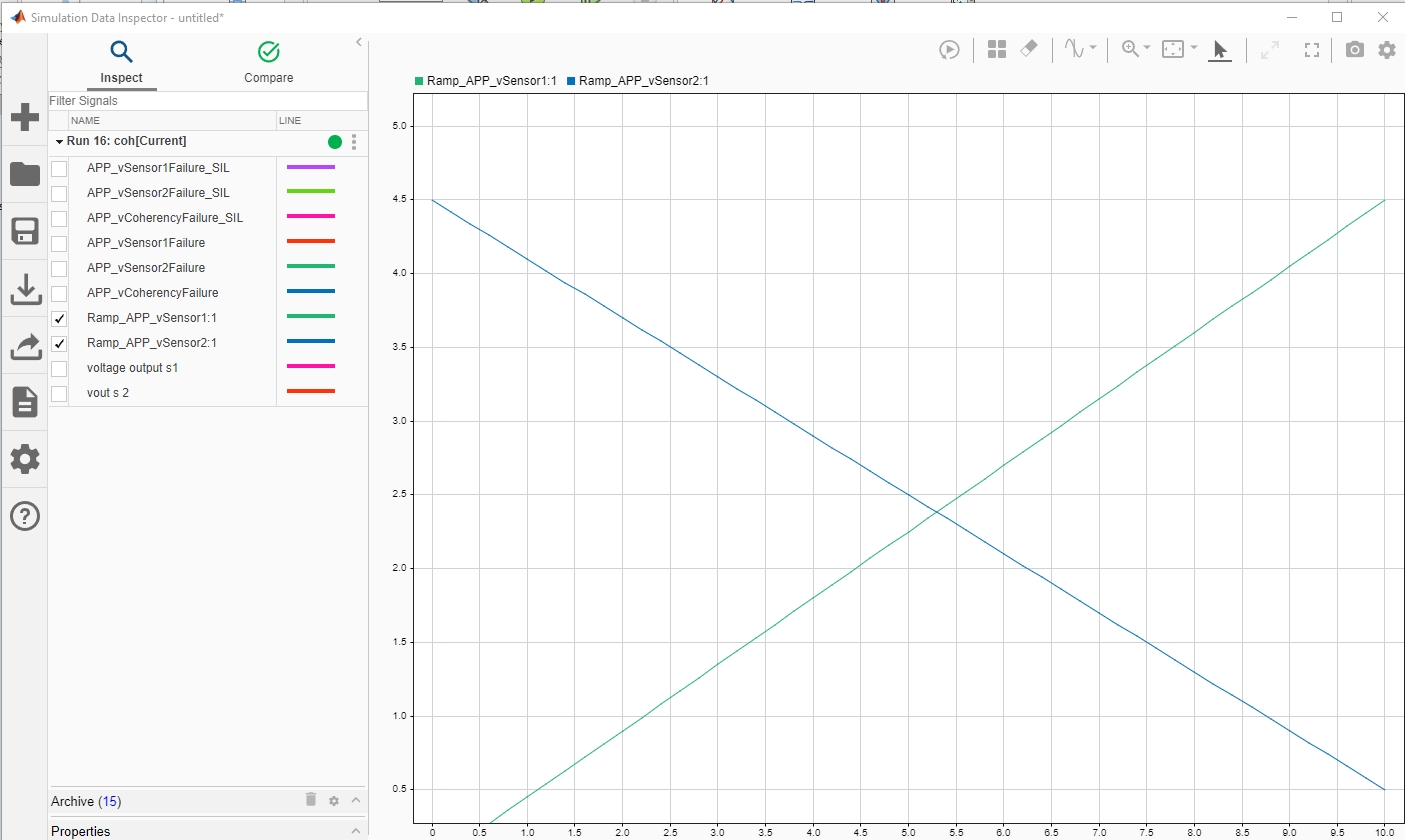 Simulation Data Inspector - untitled*
Inspect
Compare
Filter Signals
NAME LINE
Run 16: coh[Current]
APP_vSensor1Failure_SIL
APP_vSensor2Failure_SIL
APP_vCoherencyFailure_SIL
APP_vSensor1Failure
APP_vSensor2Failure
APP_vCoherencyFailure
Ramp_APP_vSensor1:1
Ramp_APP_vSensor2:1
voltage output s1
vout s 2
Archive (15)
Properties
Ramp_APP_vSensor1:1 Ramp_APP_vSensor2:1
5.0
4.5
4.0
3.5
3.0
2.5
2.0
1.5
1.0
0.5
0 0.5 1.0 1.5 2.0 2.5 3.0 3.5 4.0 4.5 5.0 5.5 6.0 6.5 7.0 7.5 8.0 8.5 9.0 9.5 10.0